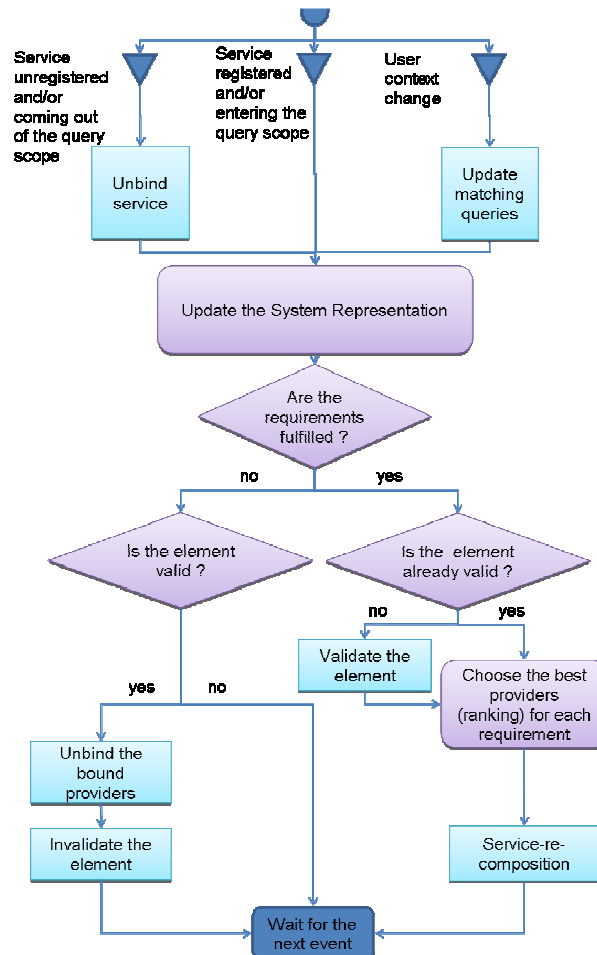 Service
unregistered
and/or
coming out
of the query
scope
Service
registered
and/or
entering the
query scope
User
context
change
Unbind
service
Update
matching
queries
Update the System Representation
Are the
requirements
fulfilled ?
no
yes
Is the element
valid ?
Is the element
already valid ?
no
yes
Validate the
element
Choose the best
providers
(ranking) for each
requirement
yes
no
Unbind the
bound
providers
Invalidate the
element
Service-re-
composition
Wait for the
next event